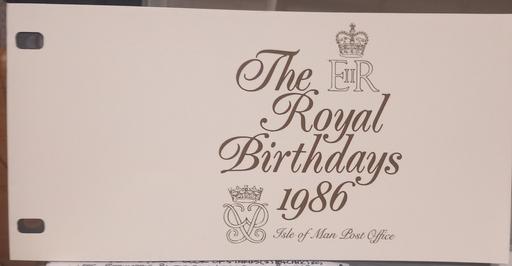 The EIIR
Royal
Birthdays
1986
Isle of Man Post Office